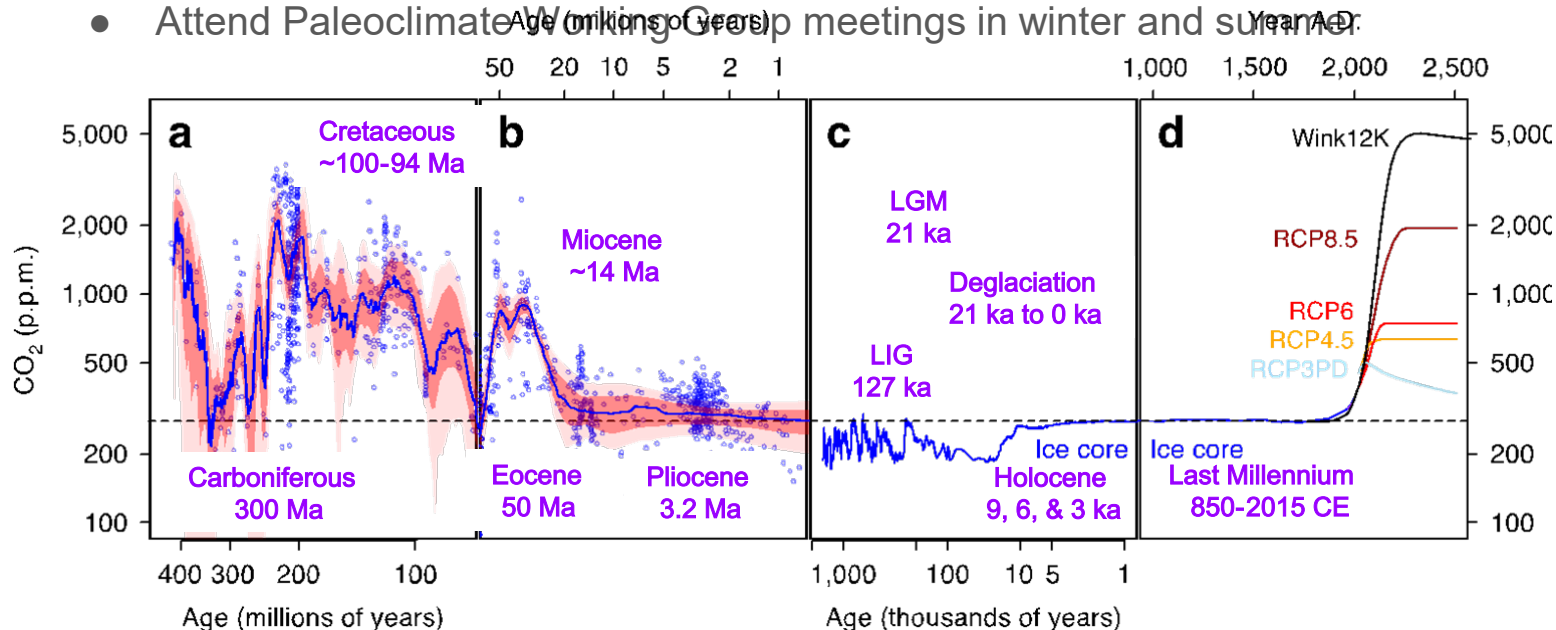 ● Attend Paleoclimate Working Group meetings in winter and summer
Age (millions of years)
Year A.D.
50 20 10 5 2 1
1,000 1,500 2,000 2,500
a
b
c
d
5,000
2,000
1,000
500
200
100
CO2 (p.p.m.)
Cretaceous
~100-94 Ma
Carboniferous
300 Ma
Miocene
~14 Ma
Eocene
50 Ma
Pliocene
3.2 Ma
LGM
21 ka
Deglaciation
21 ka to 0 ka
LIG
127 ka
Ice core
Holocene
9, 6, & 3 ka
Wink12K
RCP8.5
RCP6
RCP4.5
RCP3PD
Ice core
Last Millennium
850-2015 CE
5,000
2,000
1,000
500
200
100
400 300 200 100
1,000 100 10 5 1
Age (millions of years)
Age (thousands of years)